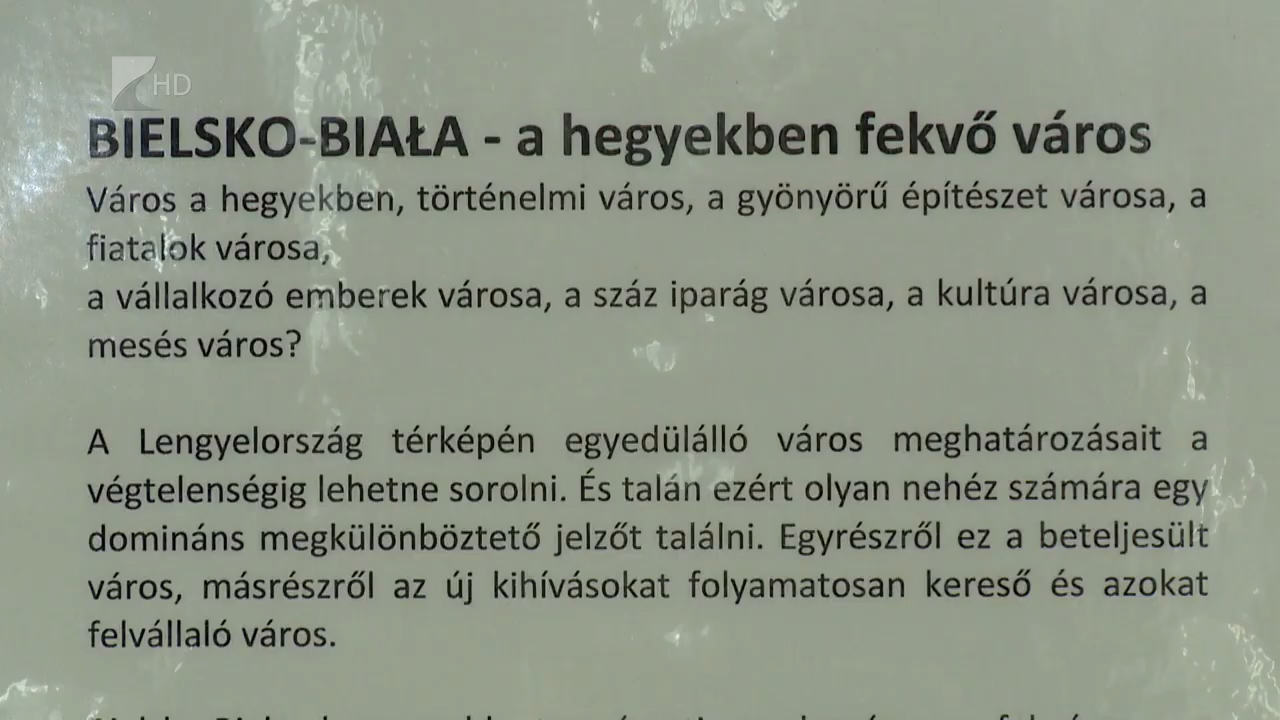 HD
BIELSKO-BIAŁA - a hegyekben fekvő város
Város a hegyekben, történelmi város, a gyönyörű építészet városa, a
fiatalok városa,
a vállalkozó emberek városa, a száz iparág városa, a kultúra városa, a
mesés város?
A Lengyelország térképén egyedülálló város meghatározásait a
végtelenségig lehetne sorolni. És talán ezért olyan nehéz számára egy
domináns megkülönböztető jelzőt találni. Egyrészről ez a beteljesült
város, másrészről az új kihívásokat folyamatosan kereső és azokat
felvállaló város.